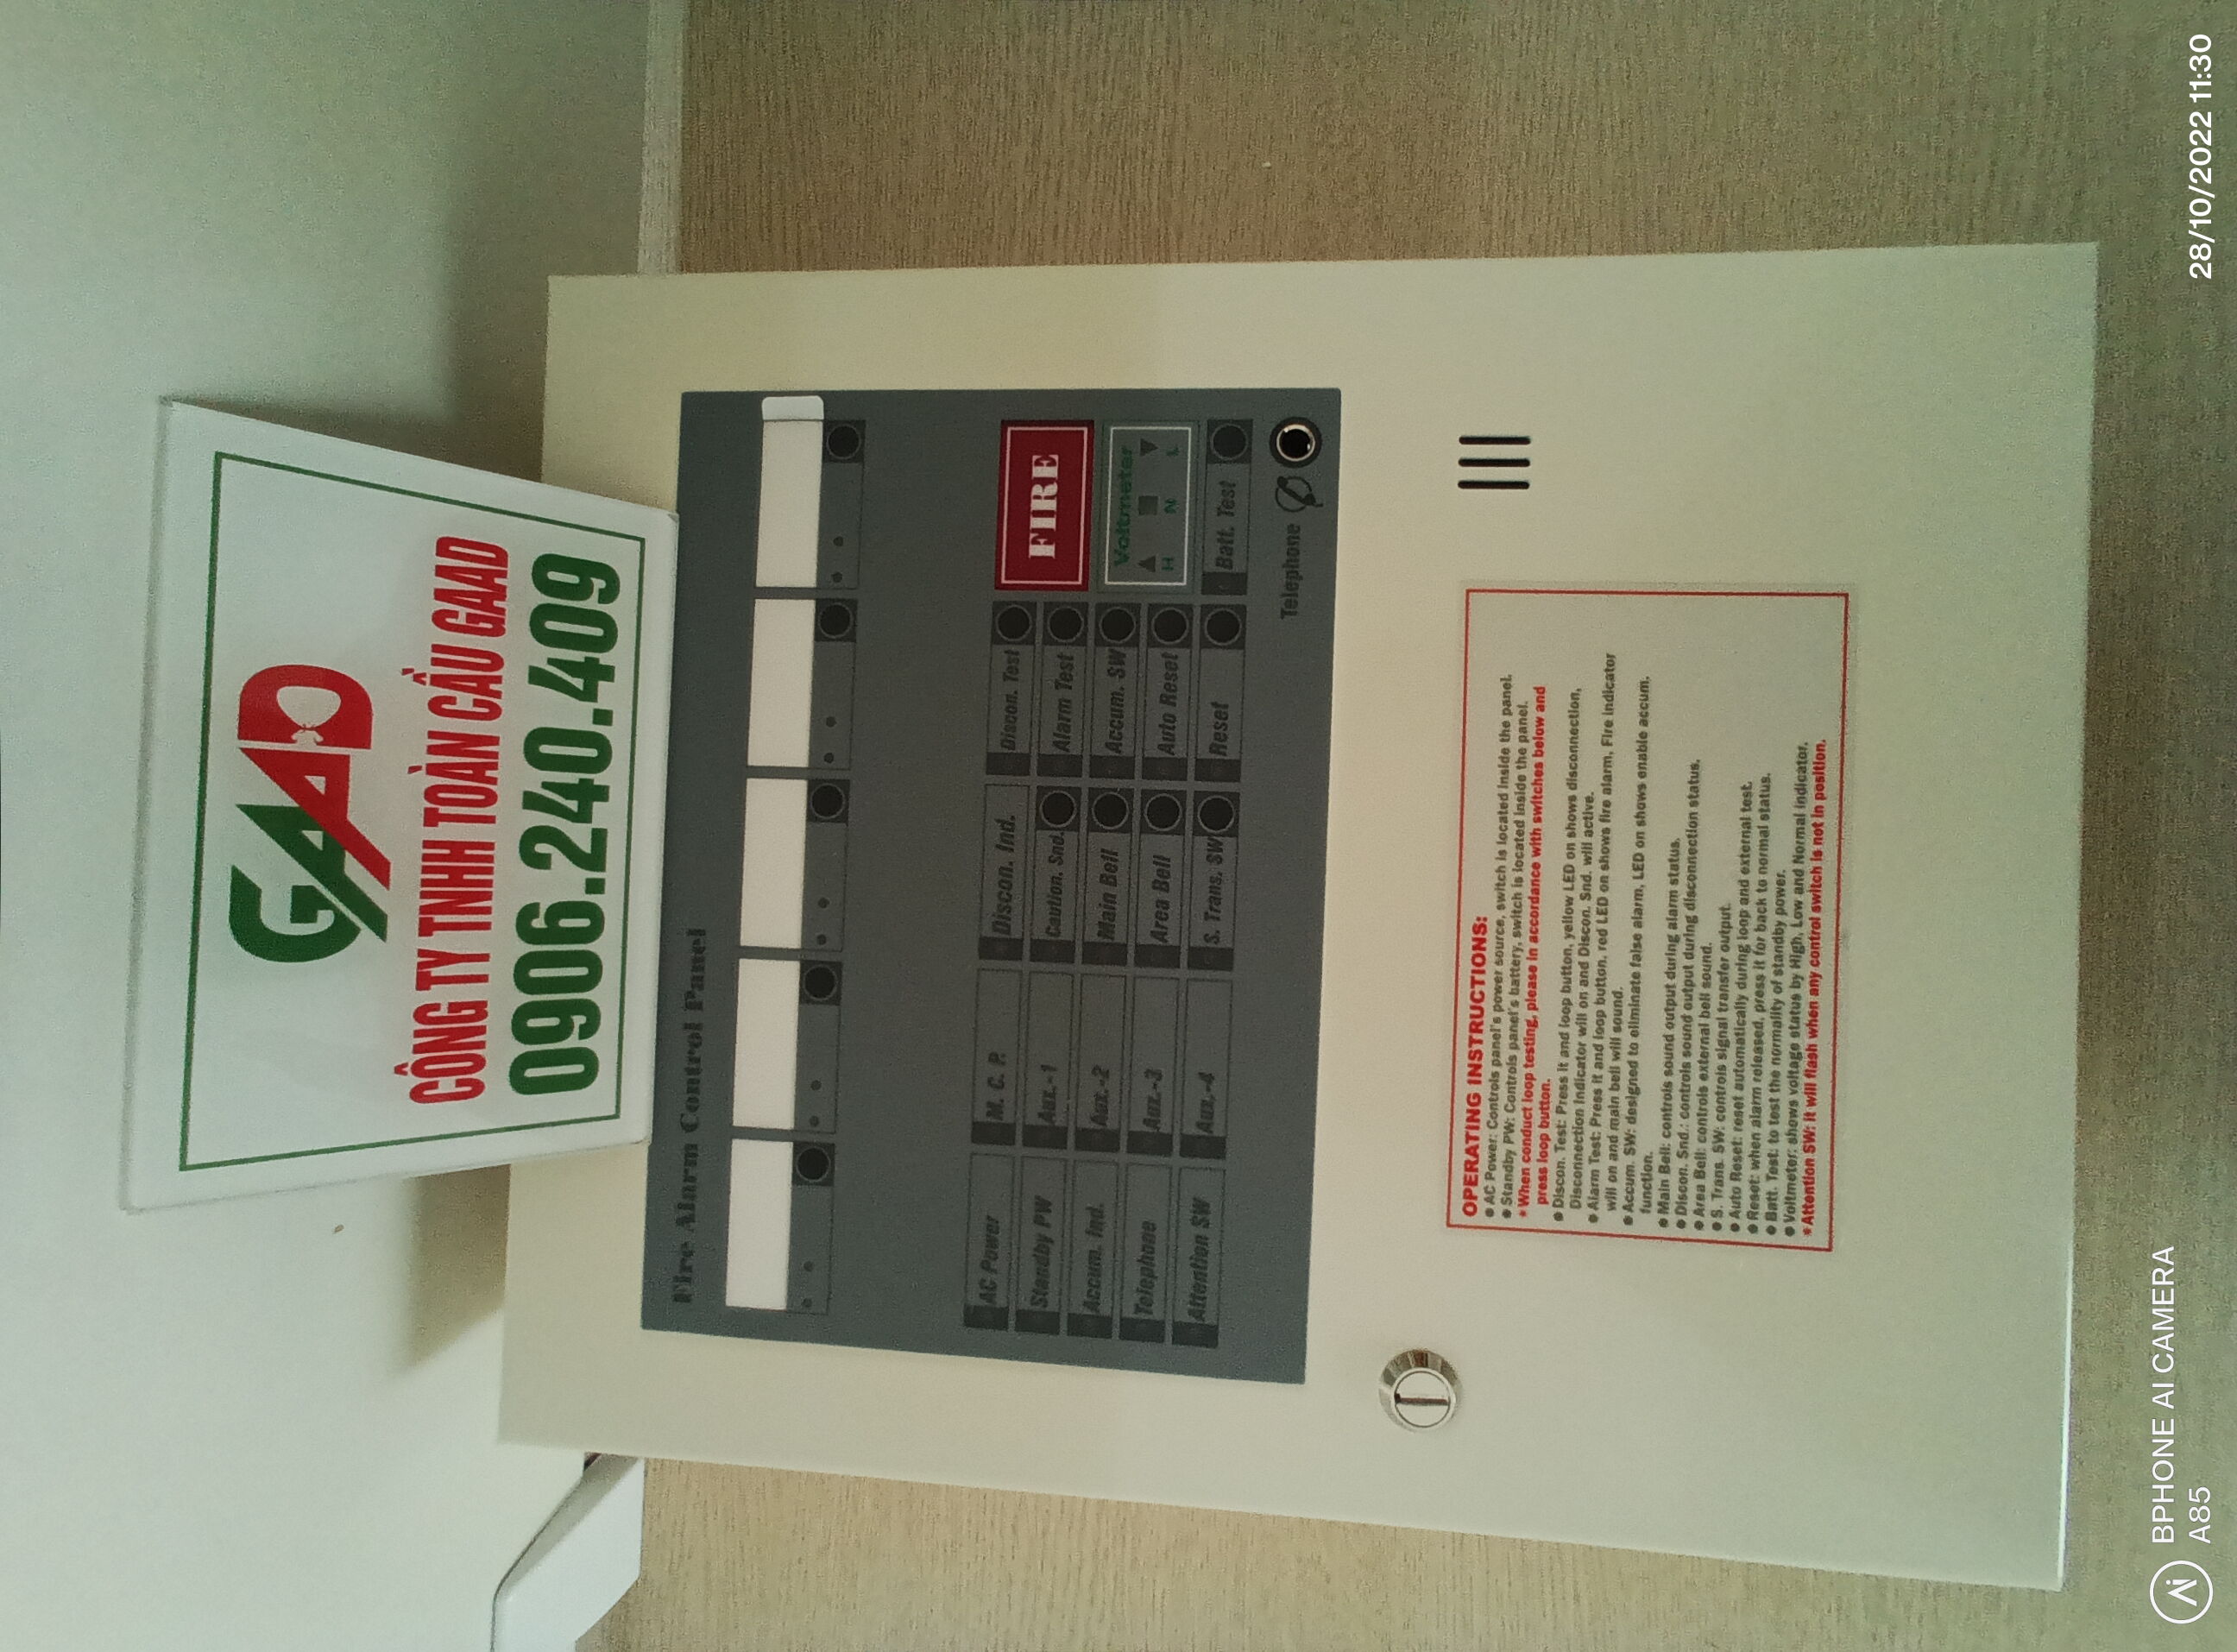 GAAD
CÔNG TY TNHH TOÀN CẦU GAAD
0906.240.409
Fire Alarm Control Panel
AC Power
M. C. P.
Discon. Ind.
Discon. Test
FIRE
Standby PW
Aux.-1
Caution. Snd.
Alarm Test
Accum. Ind.
Aux.-2
Main Bell
Accum. SW
Voltmeter
H N L
Telephone
Aux.-3
Area Bell
Auto Reset
Attention SW
Aux.-4
S. Trans. SW
Reset
Batt. Test
Telephone
OPERATING INSTRUCTIONS:
● AC Power: Controls panel's power source, switch is located inside the panel.
● Standby PW: Controls panel's battery, switch is located inside the panel.
*When conduct loop testing, please in accordance with switches below and
press loop button.
● Discon. Test: Press it and loop button, yellow LED on shows disconnection,
Disconnection indicator will on and Discon. Snd. will active.
● Alarm Test: Press it and loop button, red LED on shows fire alarm, Fire indicator
will on and main bell will sound.
● Accum. SW: designed to eliminate false alarm, LED on shows enable accum.
function.
● Main Bell: controls sound output during alarm status.
● Discon. Snd.: controls sound output during disconnection status.
● Area Bell: controls external bell sound.
● S. Trans. SW: controls signal transfer output.
● Auto Reset: reset automatically during loop and external test.
● Reset: when alarm released, press it for back to normal status.
● Batt. Test: to test the normality of standby power.
● Voltmeter: shows voltage status by High, Low and Normal indicator.
*Attention SW: it will flash when any control switch is not in position.
Ai
BPHONE AI CAMERA
A85
28/10/2022 11:30